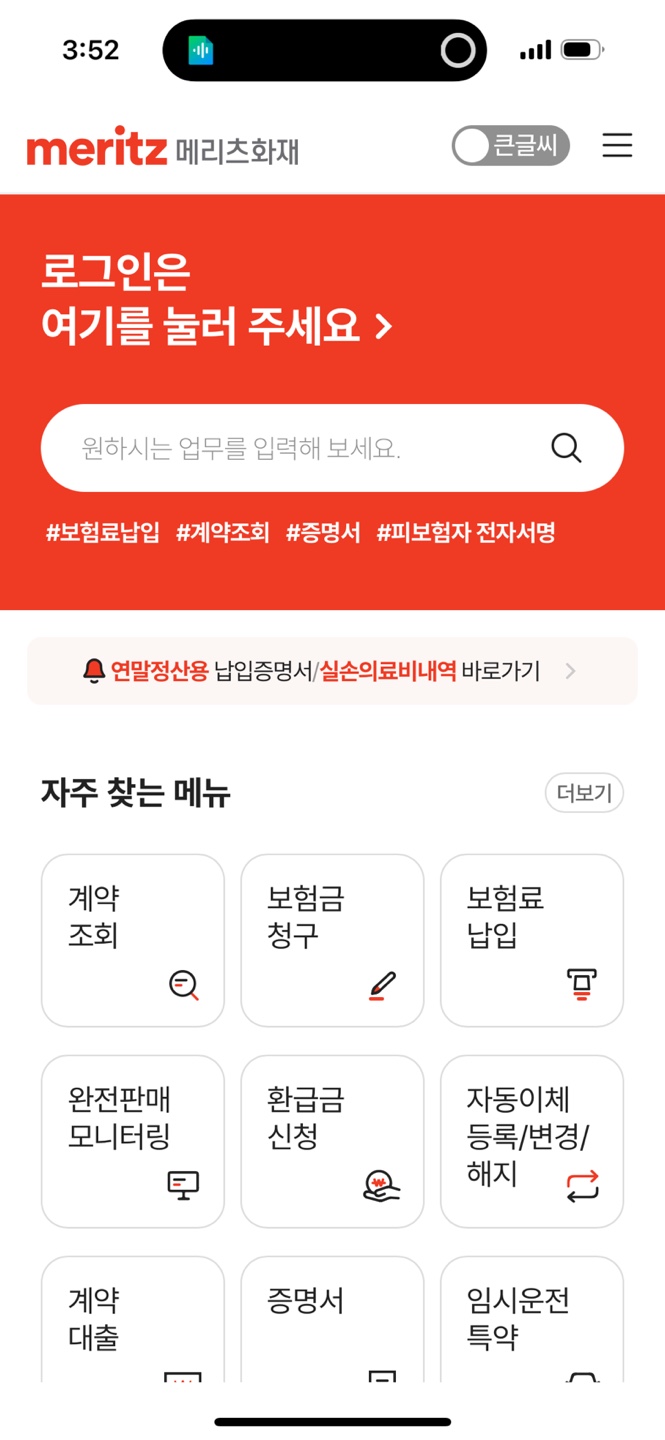 3:52
meritz 메리츠화재
큰글씨
로그인은
여기를 눌러 주세요
원하시는 업무를 입력해 보세요.
#보험료납입 #계약조회 #증명서 #피보험자 전자서명
연말정산용 납입증명서/실손의료비내역 바로가기
자주 찾는 메뉴
더보기
계약
조회
보험금
청구
보험료
납입
완전판매
모니터링
환급금
신청
자동이체
등록/변경/
해지
계약
대출
증명서
임시운전
특약